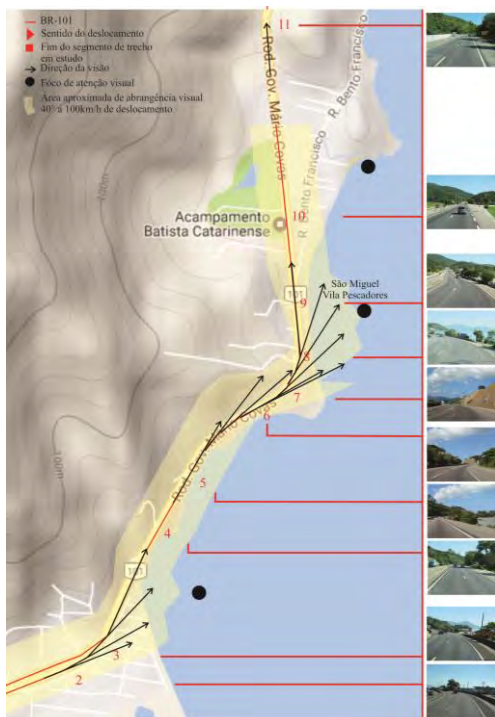 BR-101
Sentido do deslocamento
Fim do segmento de trecho
em estudo
Direção da visão
Fóco de atenção visual
Área aproximada de abrangência visual
40º à 100km/h de deslocamento
11
Rod. Gov. Mário Covas
R. Bento Francisco
R. Bento Francisco
700m
10
Acampamento
Batista Catarinense
São Miguel
Vila Pescadores
101
9
8
7
6
Rod. Gov. Mário Covas
5
4
101
3
2